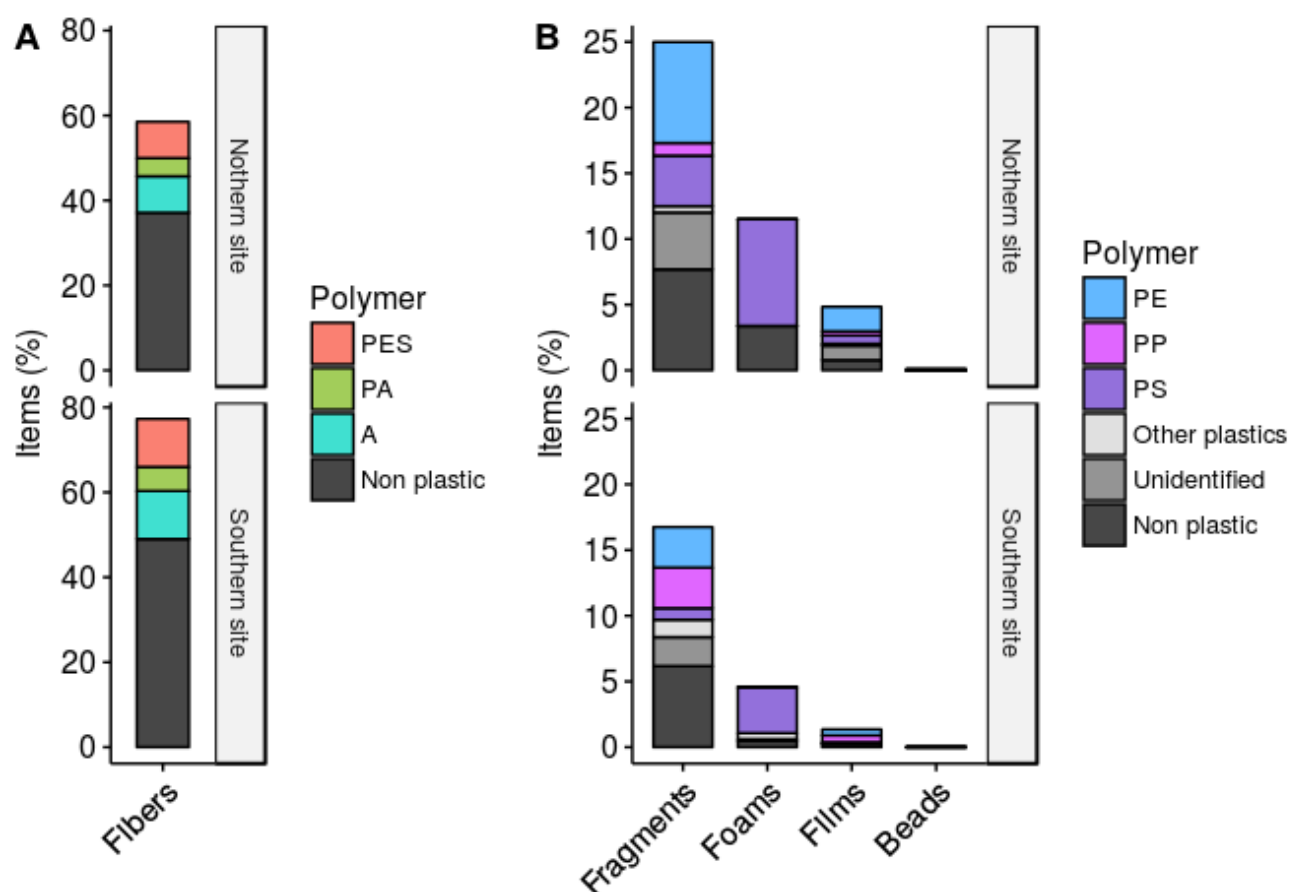 A
80
60
40
20
0
Nothern site
80
60
40
20
0
Southern site
Items (%)
FIbers
Polymer
PES
PA
A
Non plastic
B
25
20
15
10
5
0
Nothern site
25
20
15
10
5
0
Southern site
Items (%)
Fragments
Foams
FIlms
Beads
Polymer
PE
PP
PS
Other plastics
Unidentified
Non plastic